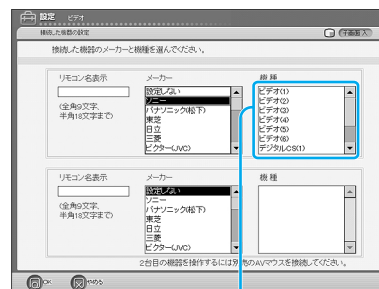 設定 ビデオ
接続した機器の設定
子画面入
接続した機器のメーカーと機種を選んでください。
リモコン名表示
メーカー
機種
(全角9文字、
半角18文字まで)
設定しない
ソニー
パナソニック(松下)
東芝
日立
三菱
ビクター(JVC)
ビデオ(1)
ビデオ(2)
ビデオ(3)
ビデオ(4)
ビデオ(5)
ビデオ(6)
デジタルCS(1)
リモコン名表示
メーカー
機種
(全角9文字、
半角18文字まで)
設定しない
ソニー
パナソニック(松下)
東芝
日立
三菱
ビクター(JVC)
2台目の機器を操作するには別売のAVマウスを接続してください。
OK やめる